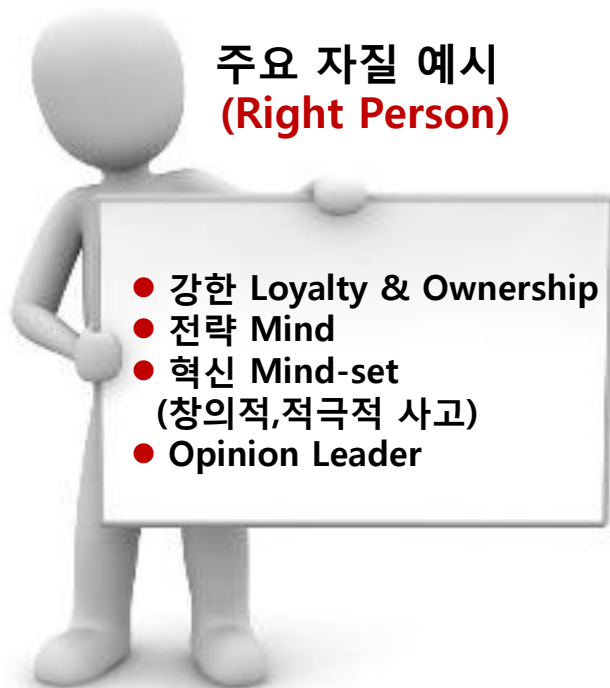 주요 자질 예시
(Right Person)
● 강한 Loyalty & Ownership
● 전략 Mind
● 혁신 Mind-set
(창의적,적극적 사고)
● Opinion Leader